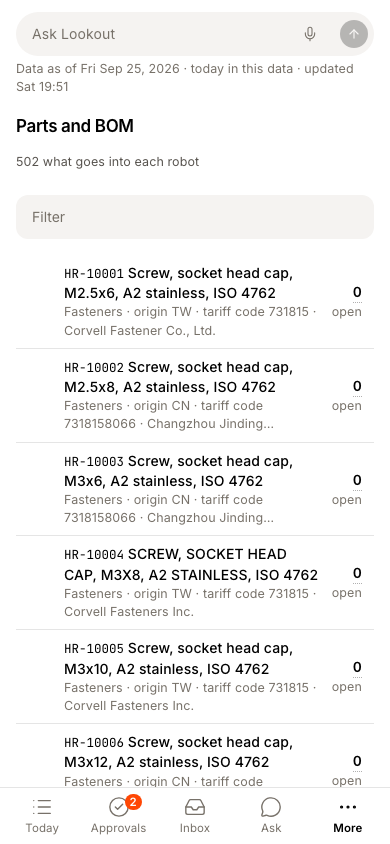 Ask Lookout
Data as of Fri Sep 25, 2026 · today in this data · updated
Sat 19:51
Parts and BOM
502 what goes into each robot
Filter
HR-10001 Screw, socket head cap,
M2.5x6, A2 stainless, ISO 4762
Fasteners · origin TW · tariff code 731815 ·
Corvell Fastener Co., Ltd.
0
open
HR-10002 Screw, socket head cap,
M2.5x8, A2 stainless, ISO 4762
Fasteners · origin CN · tariff code
7318158066 · Changzhou Jinding...
0
open
HR-10003 Screw, socket head cap,
M3x6, A2 stainless, ISO 4762
Fasteners · origin CN · tariff code
7318158066 · Changzhou Jinding...
0
open
HR-10004 SCREW, SOCKET HEAD
CAP, M3X8, A2 STAINLESS, ISO 4762
Fasteners · origin TW · tariff code 731815 ·
Corvell Fasteners Inc.
0
open
HR-10005 Screw, socket head cap,
M3x10, A2 stainless, ISO 4762
Fasteners · origin TW · tariff code 731815 ·
Corvell Fasteners Inc.
0
open
HR-10006 Screw, socket head cap,
M3x12, A2 stainless, ISO 4762
Fasteners · origin CN · tariff code
0
open
2
Today
Approvals
Inbox
Ask
More